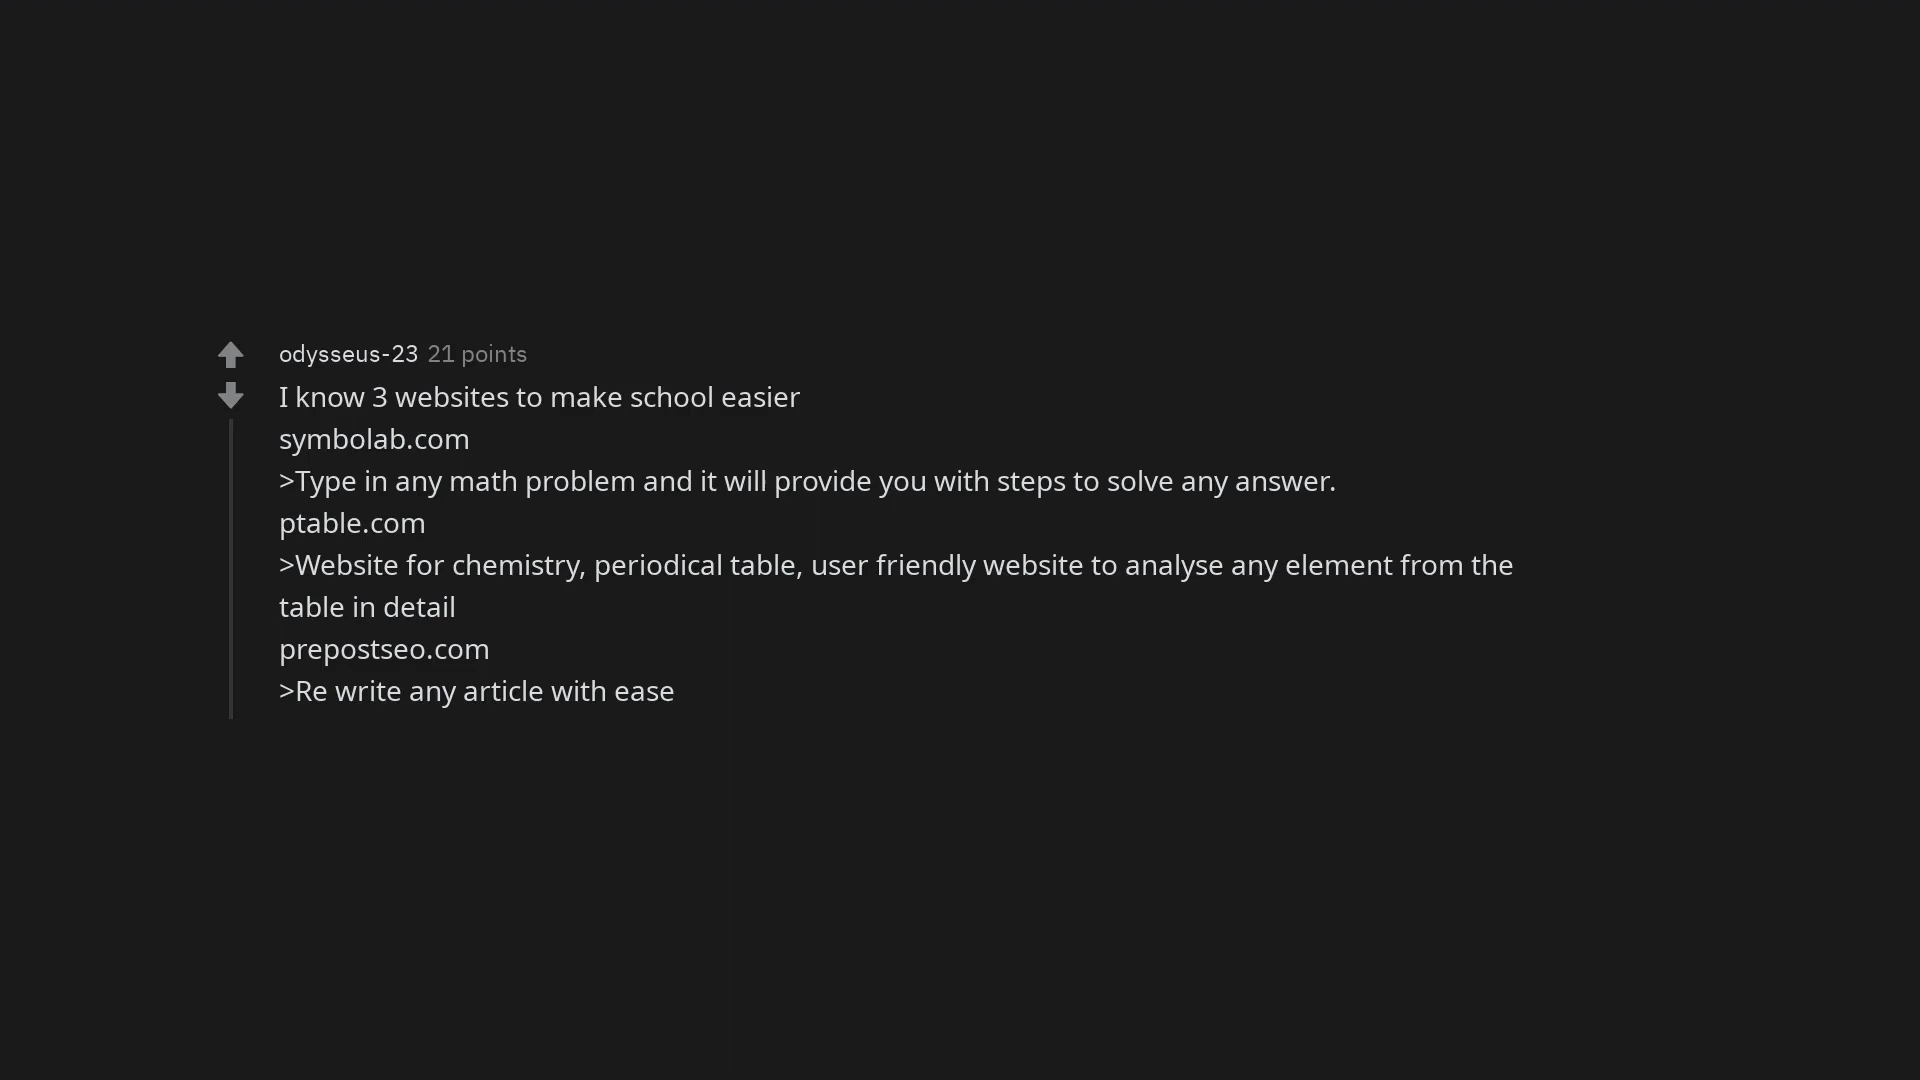 odysseus-23 21 points
I know 3 websites to make school easier
symbolab.com
>Type in any math problem and it will provide you with steps to solve any answer.
ptable.com
>Website for chemistry, periodical table, user friendly website to analyse any element from the
table in detail
prepostseo.com
>Re write any article with ease